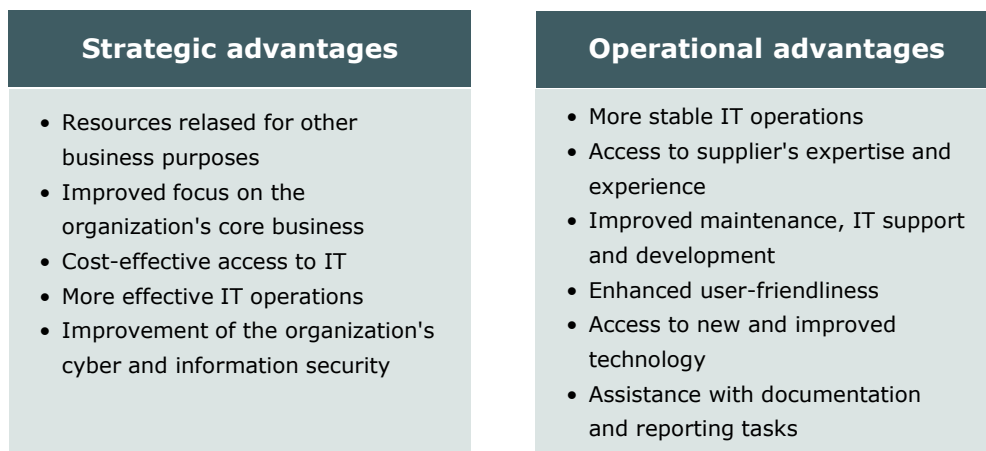 Strategic advantages
• Resources relased for other
business purposes
• Improved focus on the
organization's core business
• Cost-effective access to IT
• More effective IT operations
• Improvement of the organization's
cyber and information security
Operational advantages
• More stable IT operations
• Access to supplier's expertise and
experience
• Improved maintenance, IT support
and development
• Enhanced user-friendliness
• Access to new and improved
technology
• Assistance with documentation
and reporting tasks